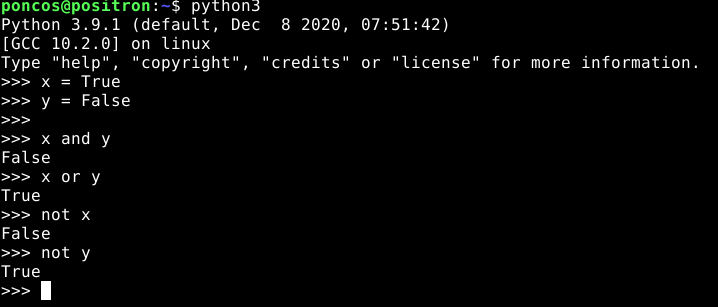 poncos@positron:~$ python3
Python 3.9.1 (default, Dec  8 2020, 07:51:42)
[GCC 10.2.0] on linux
Type "help", "copyright", "credits" or "license" for more information.
>>> x = True
>>> y = False
>>>
>>> x and y
False
>>> x or y
True
>>> not x
False
>>> not y
True
>>>